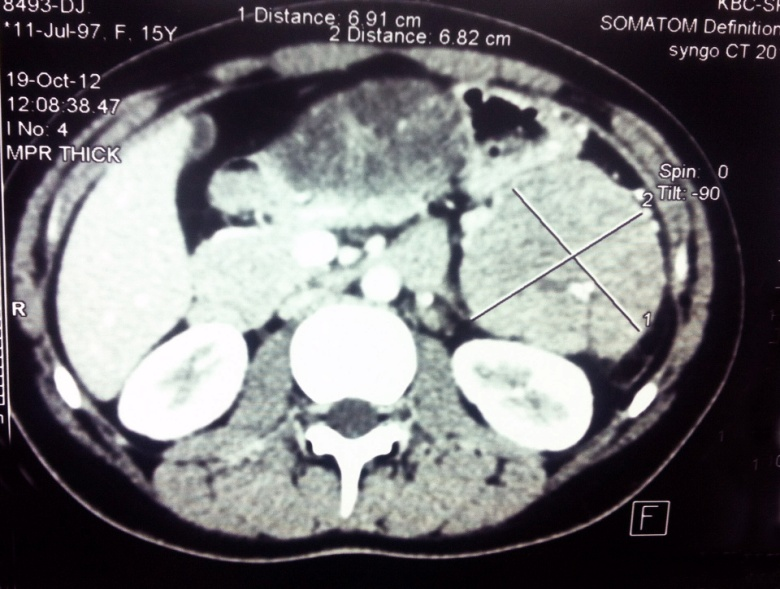 8493-DJ
*11-Jul-97, F, 15Y
19-Oct-12
12:08:38.47
I No: 4
MPR THICK
1 Distance: 6.91 cm
2 Distance: 6.82 cm
SOMATOM Definition
syngo CT 20
Spin: 0
2 Tilt: -90
R
1
F